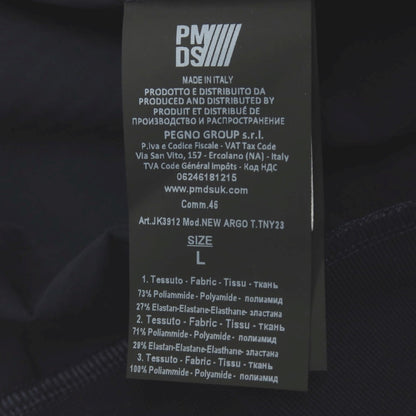 PM
DS
MADE IN ITALY
PRODOTTO E DISTRIBUITO DA
PRODUCED AND DISTRIBUTED BY
PRODUIT ET DISTRIBUÉ DE
ПРОИЗВОДСТВО И РАСПРОСТРАНЕНИЕ
PEGNO GROUP s.r.l.
P.Iva e Codice Fiscale - VAT Tax Code
Via San Vito, 157 - Ercolano (NA) - Italy
TVA Code Général impôts - Код НДС
06246181215
www.pmdsuk.com
Comm.46
Art.JK3912 Mod.NEW ARGO T.TNY23
SIZE
L
1. Tessuto - Fabric - Tissu - ткань
73% Poliammide - Polyamide - полиамид
27% Elastan-Elastane-Elasthane- эластана
2. Tessuto - Fabric - Tissu - ткань
71% Poliammide - Polyamide - полиамид
29% Elastan-Elastane-Elasthane- эластана
3. Tessuto - Fabric - Tissu - ткань
100% Poliammide - Polyamide - полиамид